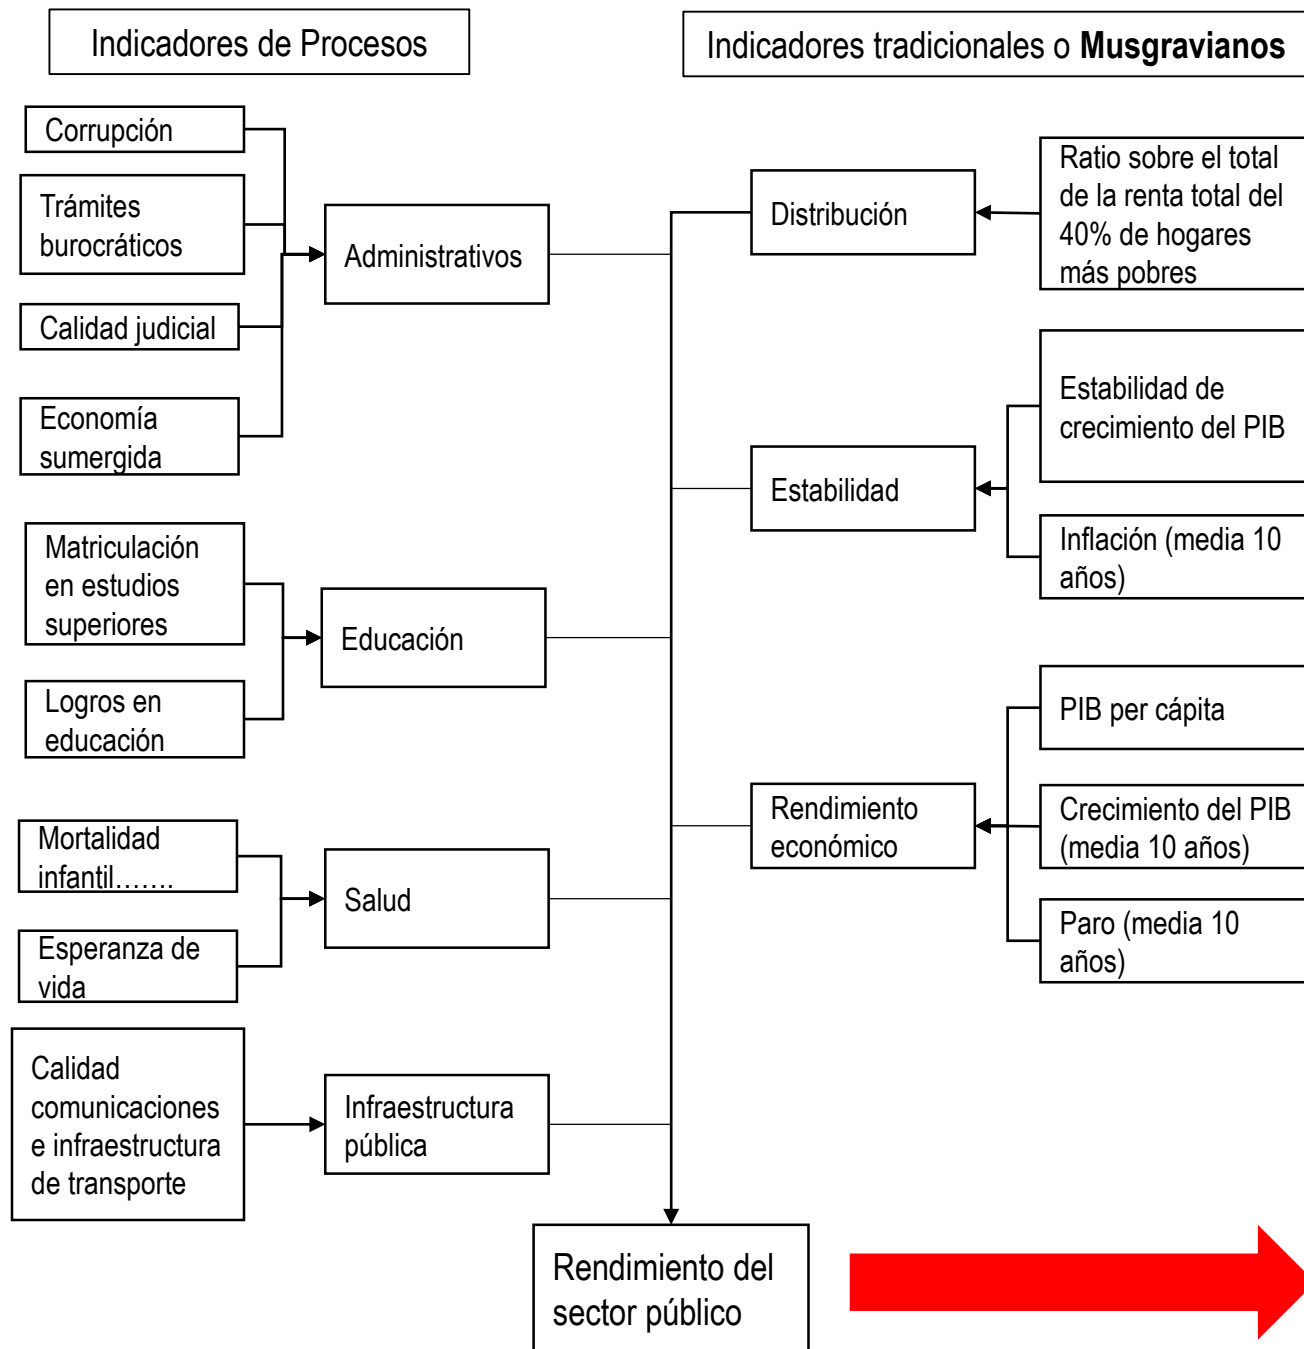 Indicadores de Procesos
Indicadores tradicionales o Musgravianos
Corrupción
Trámites
burocráticos
Calidad judicial
Economía
sumergida
Administrativos
Matriculación
en estudios
superiores
Logros en
educación
Educación
Mortalidad
infantil…….
Esperanza de
vida
Salud
Calidad
comunicaciones
e infraestructura
de transporte
Infraestructura
pública
Distribución
Ratio sobre el total
de la renta total del
40% de hogares
más pobres
Estabilidad
Estabilidad de
crecimiento del PIB
Inflación (media 10
años)
Rendimiento
económico
PIB per cápita
Crecimiento del PIB
(media 10 años)
Paro (media 10
años)
Rendimiento del
sector público